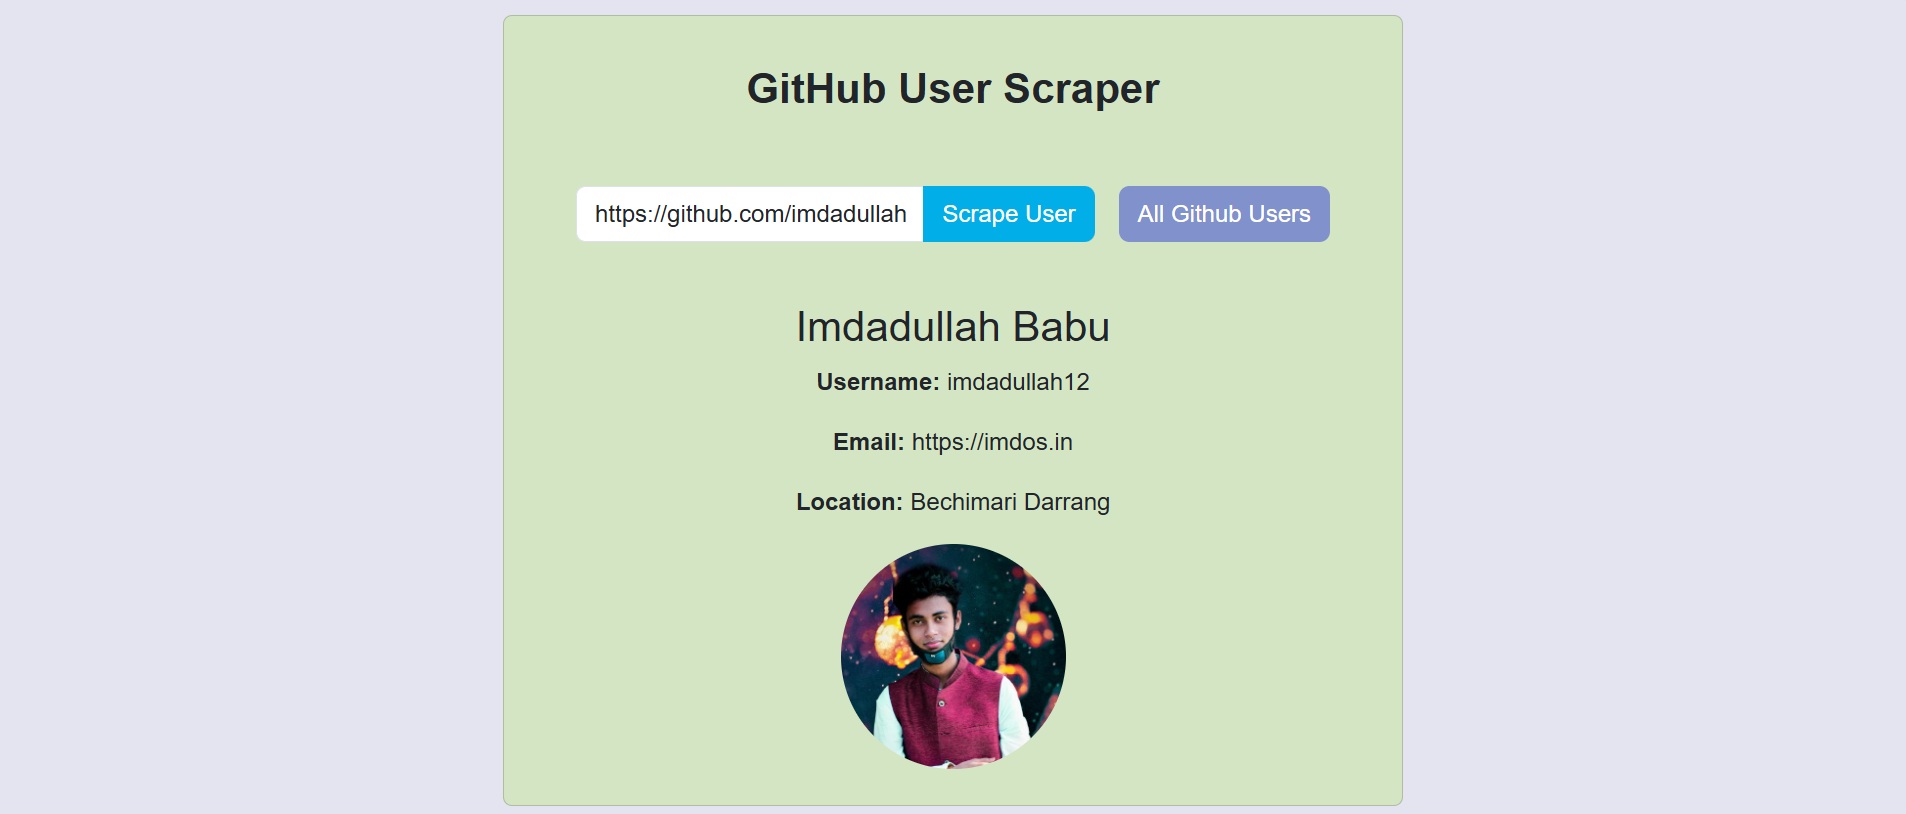 GitHub User Scraper
https://github.com/imdadullah Scrape User All Github Users
Imdadullah Babu
Username: imdadullah12
Email: https://imdos.in
Location: Bechimari Darrang